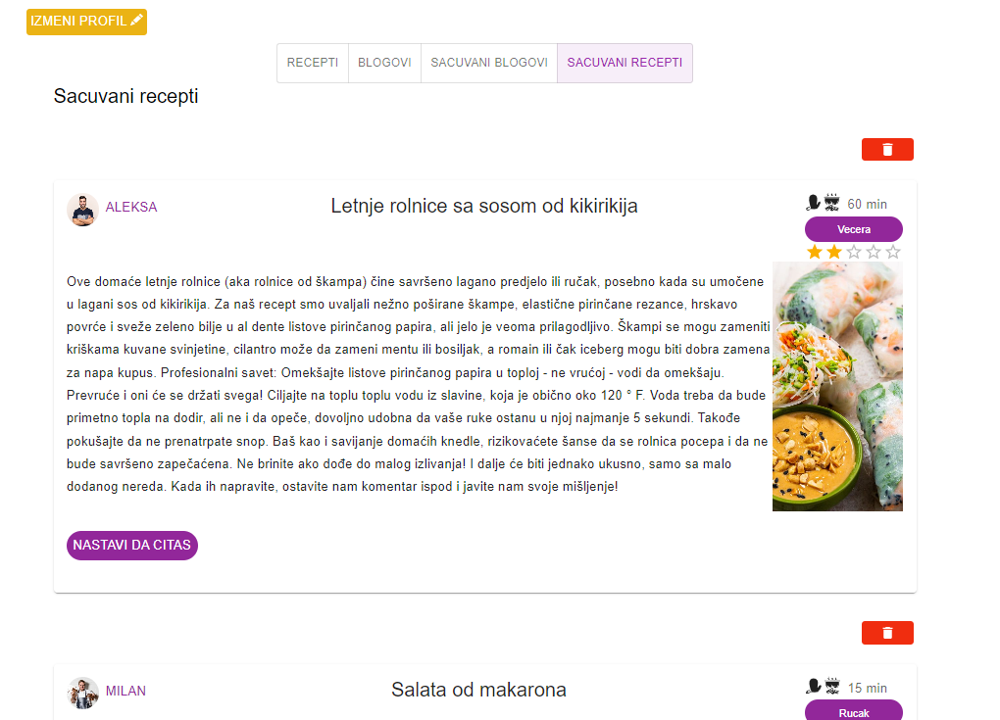 IZMENI PROFIL
RECEPTI BLOGOVI SACUVANI BLOGOVI SACUVANI RECEPTI
Sacuvani recepti
ALEKSA
Letnje rolnice sa sosom od kikirikija
60 min
Vecera
Ove domaće letnje rolnice (aka rolnice od škampa) čine savršeno lagano predjelo ili ručak, posebno kada su umočene
u lagani sos od kikirikija. Za naš recept smo uvaljali nežno poširane škampe, elastične pirinčane rezance, hrskavo
povrće i sveže zeleno bilje u al dente listove pirinčanog papira, ali jelo je veoma prilagodljivo. Škampi se mogu zameniti
kriškama kuvane svinjetine, cilantro može da zameni mentu ili bosiljak, a romain ili čak iceberg mogu biti dobra zamena
za napa kupus. Profesionalni savet: Omekšajte listove pirinčanog papira u toploj - ne vrućoj - vodi da omekšaju.
Prevruće i oni će se držati svega! Ciljajte na toplu toplu vodu iz slavine, koja je obično oko 120 ° F. Voda treba da bude
primetno topla na dodir, ali ne i da opeče, dovoljno udobna da vaše ruke ostanu u njoj najmanje 5 sekundi. Takođe
pokušajte da ne prenatrpate snop. Baš kao i savijanje domaćih knedle, rizikovaćete šanse da se rolnica pocepa i da ne
bude savršeno zapečaćena. Ne brinite ako dođe do malog izlivanja! I dalje će biti jednako ukusno, samo sa malo
dodanog nereda. Kada ih napravite, ostavite nam komentar ispod i javite nam svoje mišljenje!
NASTAVI DA CITAS
MILAN
Salata od makarona
15 min
Rucak